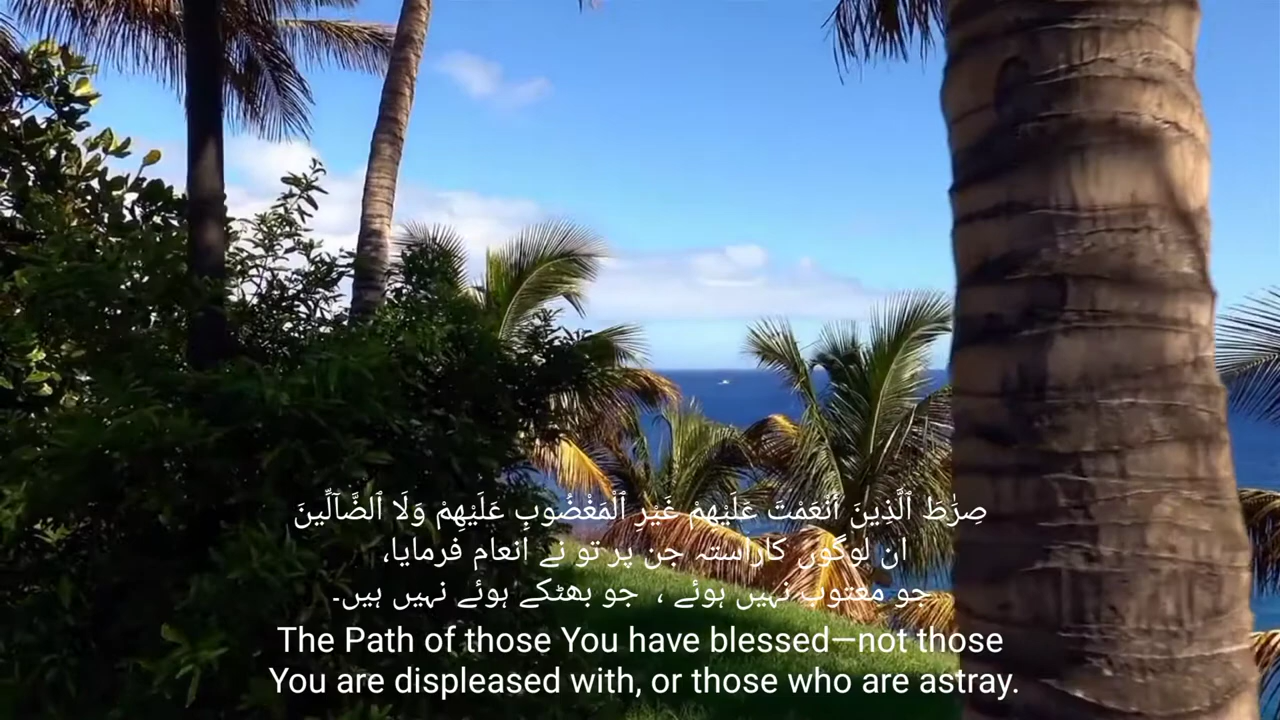 صِرَٰطَ ٱلَّذِينَ أَنْعَمْتَ عَلَيْهِمْ غَيْرِ ٱلْمَغْضُوبِ عَلَيْهِمْ وَلَا ٱلضَّآلِّينَ
ان لوگوں کاراستہ جن پر تو نے انعام فرمایا،
جو معتوب نہیں ہوئے ، جو بھٹکے ہوئے نہیں ہیں۔
The Path of those You have blessed—not those
You are displeased with, or those who are astray.